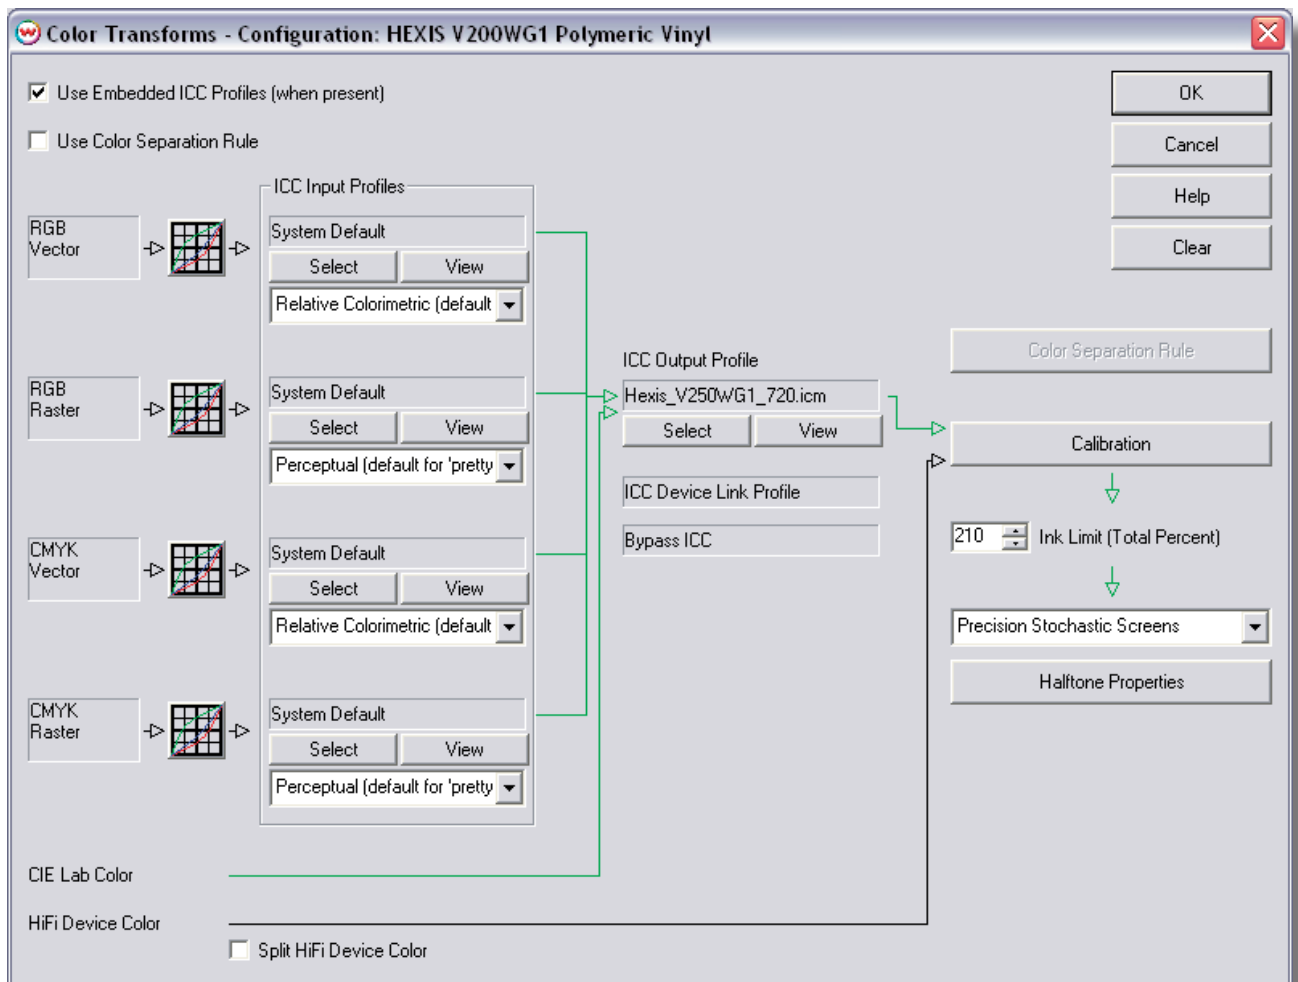 Color Transforms - Configuration: HEXIS V200WG1 Polymeric Vinyl
Use Embedded ICC Profiles (when present)
Use Color Separation Rule
OK
Cancel
Help
Clear
ICC Input Profiles
RGB
Vector
System Default
Select
View
Relative Colorimetric (default
RGB
Raster
System Default
Select
View
Perceptual (default for 'pretty
CMYK
Vector
System Default
Select
View
Relative Colorimetric (default
CMYK
Raster
System Default
Select
View
Perceptual (default for 'pretty
CIE Lab Color
HiFi Device Color
Split HiFi Device Color
ICC Output Profile
Hexis_V250WG1_720.icm
Select
View
ICC Device Link Profile
Bypass ICC
Color Separation Rule
Calibration
210
Ink Limit (Total Percent)
Precision Stochastic Screens
Halftone Properties